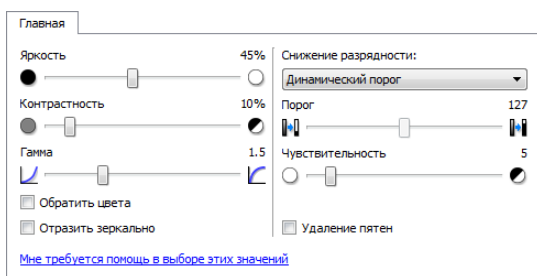 Главная
Яркость 45%
Контрастность 10%
Гамма 1.5
Обратить цвета
Отразить зеркально
Мне требуется помощь в выборе этих значений
Снижение разрядности:
Динамический порог
Порог 127
Чувствительность 5
Удаление пятен